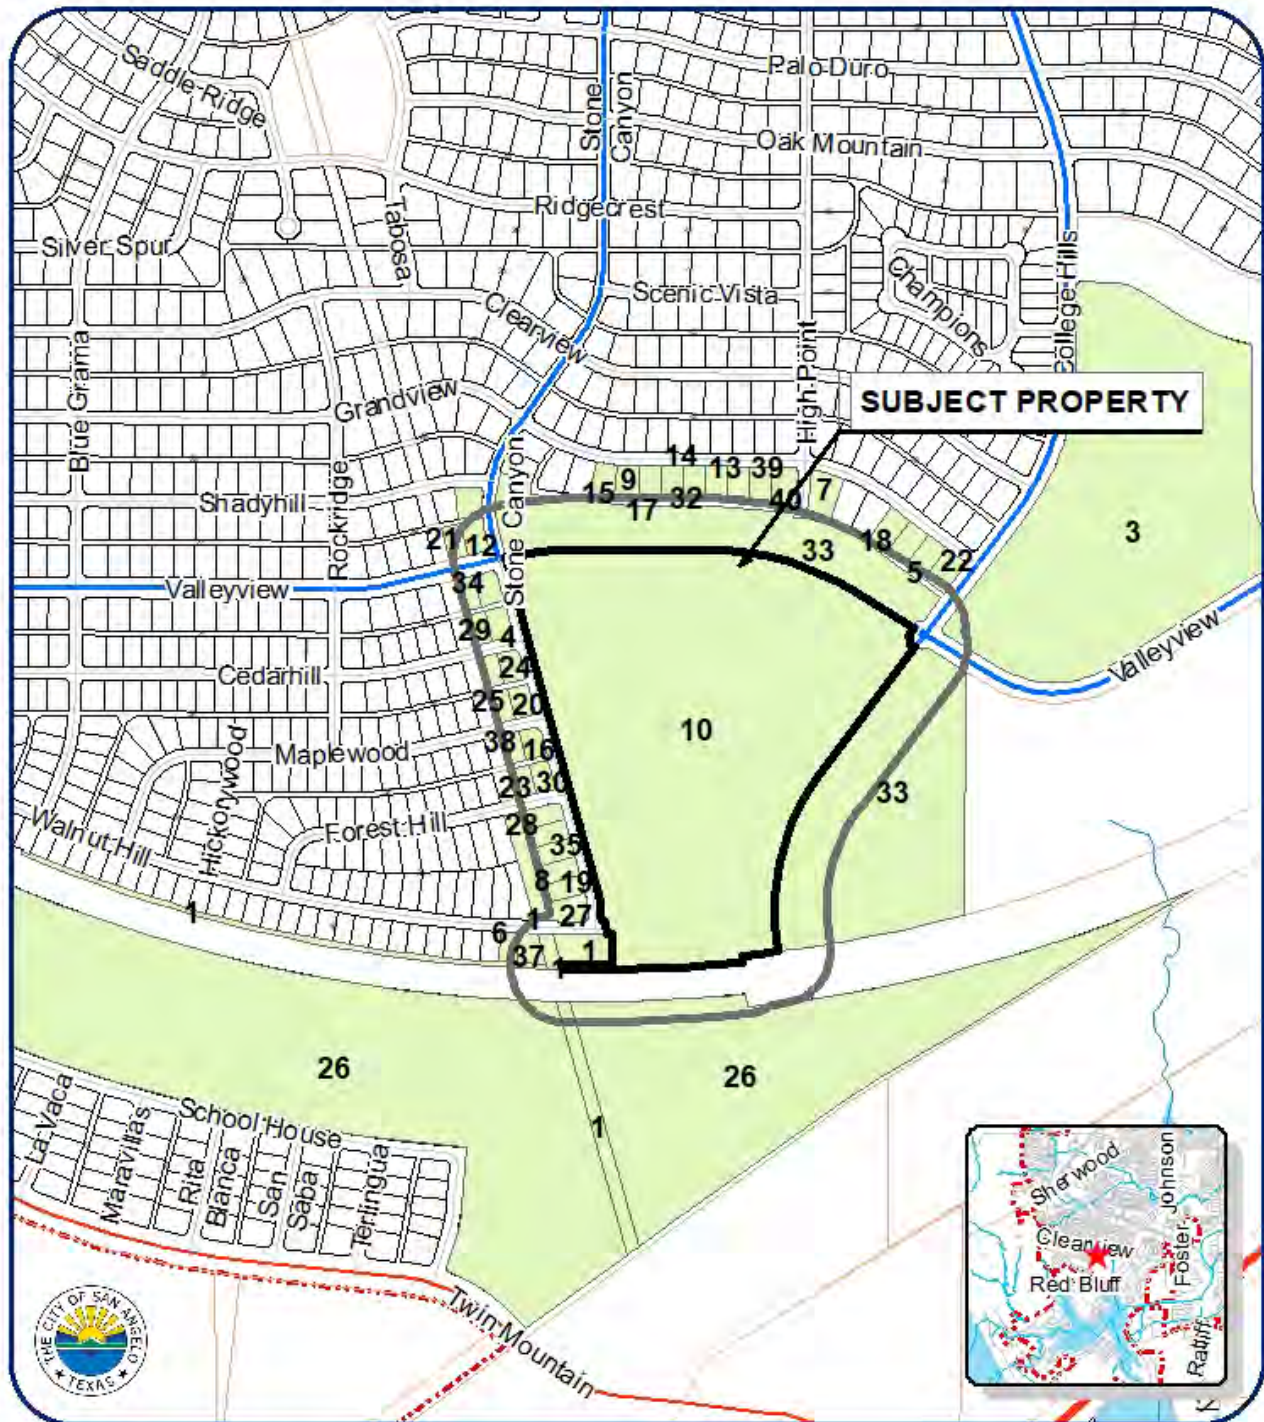 Saddle Ridge
Stone
Canyon
Palo Duro
Oak Mountain
Ridgecrest
Tabosa
Silver Spur
Scenic Vista
Champions
College Hills
Clearview
Blue Grama
Grandview
High Point
SUBJECT PROPERTY
14
13
39
9
15
17
32
40
7
Shadyhill
Rockridge
Stone Canyon
21
12
33
18
5
22
3
Valleyview
34
29
4
Valleyview
Cedarhill
24
25
20
10
38
16
Maplewood
Hickorywood
23
30
33
Walnut Hill
Forest Hill
28
35
8
19
1
1
27
6
37
1
1
26
26
1
La Vaca
Maravillas
School House
Rita
Blanca
San
Saba
Terlingua
Twin Mountain
THE CITY OF SAN ANGELO
TEXAS
Sherwood
Johnson
Clearview
Foster
Red Bluff
Ratliff